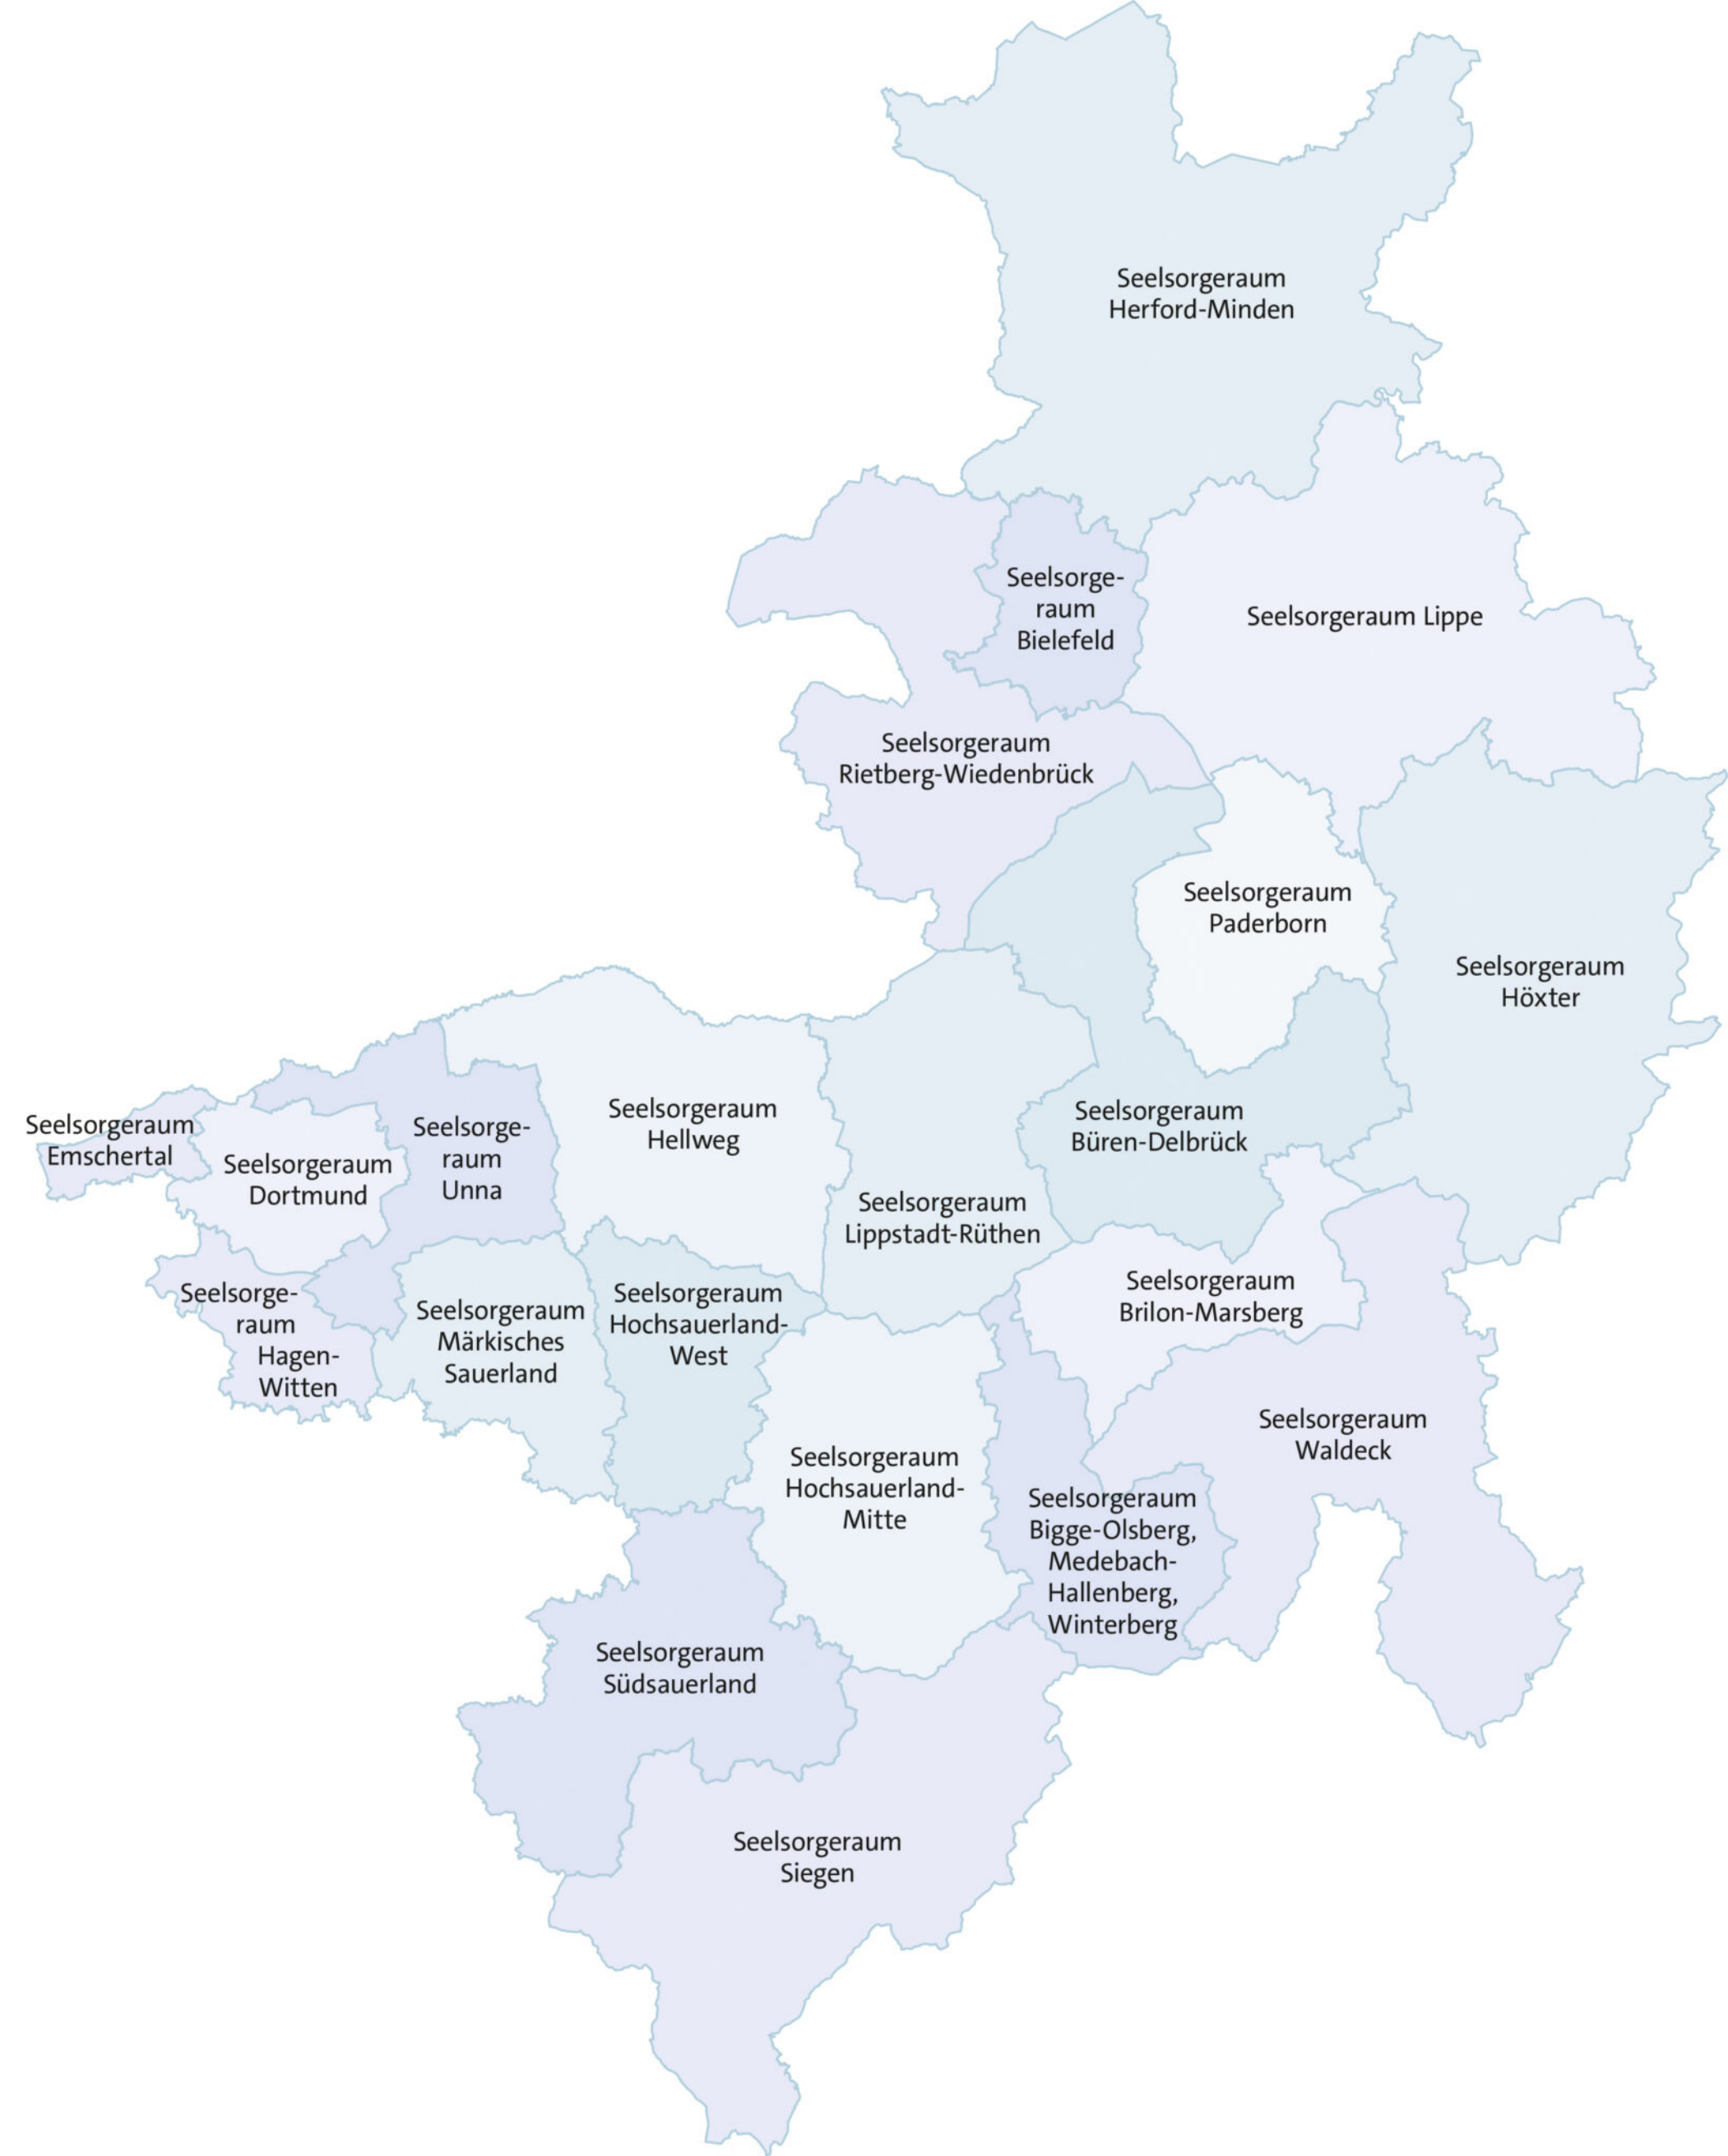 Seelsorgeraum
Herford-Minden
Seelsorge-
raum
Bielefeld
Seelsorgeraum Lippe
Seelsorgeraum
Rietberg-Wiedenbrück
Seelsorgeraum
Paderborn
Seelsorgeraum
Höxter
Seelsorgeraum
Emschertal
Seelsorgeraum
Dortmund
Seelsorge-
raum
Unna
Seelsorgeraum
Hellweg
Seelsorgeraum
Lippstadt-Rüthen
Seelsorgeraum
Büren-Delbrück
Seelsorge-
raum
Hagen-
Witten
Seelsorgeraum
Märkisches
Sauerland
Seelsorgeraum
Hochsauerland-
West
Seelsorgeraum
Brilon-Marsberg
Seelsorgeraum
Waldeck
Seelsorgeraum
Hochsauerland-
Mitte
Seelsorgeraum
Bigge-Olsberg,
Medebach-
Hallenberg,
Winterberg
Seelsorgeraum
Südsauerland
Seelsorgeraum
Siegen